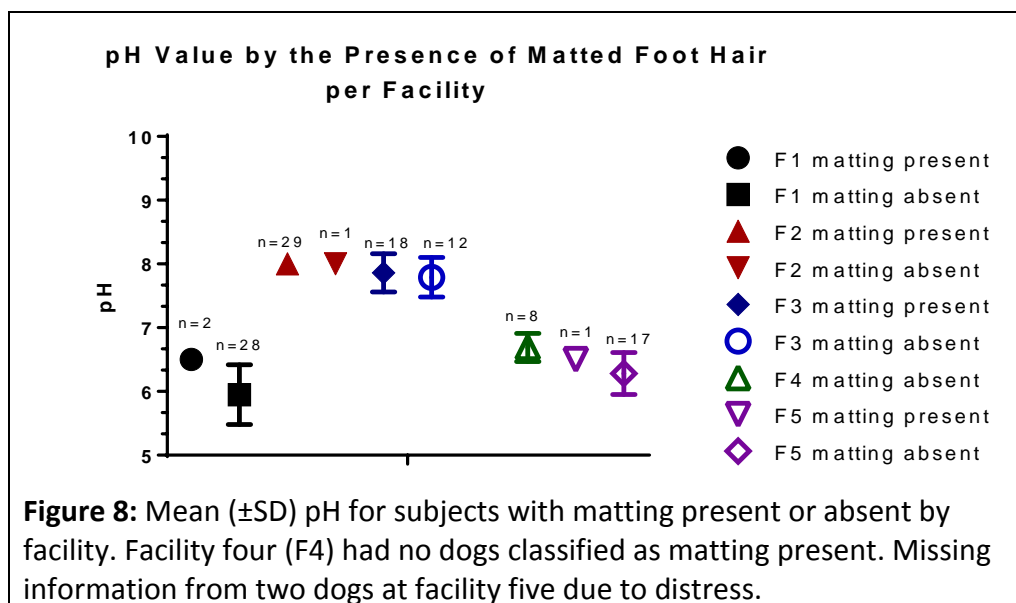 pH Value by the Presence of Matted Foot Hair
per Facility
10
9
8
7
6
5
pH
n=2
n=28
n=29
n=1
n=18
n=12
n=8
n=1
n=17
F1 matting present
F1 matting absent
F2 matting present
F2 matting absent
F3 matting present
F3 matting absent
F4 matting absent
F5 matting present
F5 matting absent
Figure 8: Mean (±SD) pH for subjects with matting present or absent by
facility. Facility four (F4) had no dogs classified as matting present. Missing
information from two dogs at facility five due to distress.